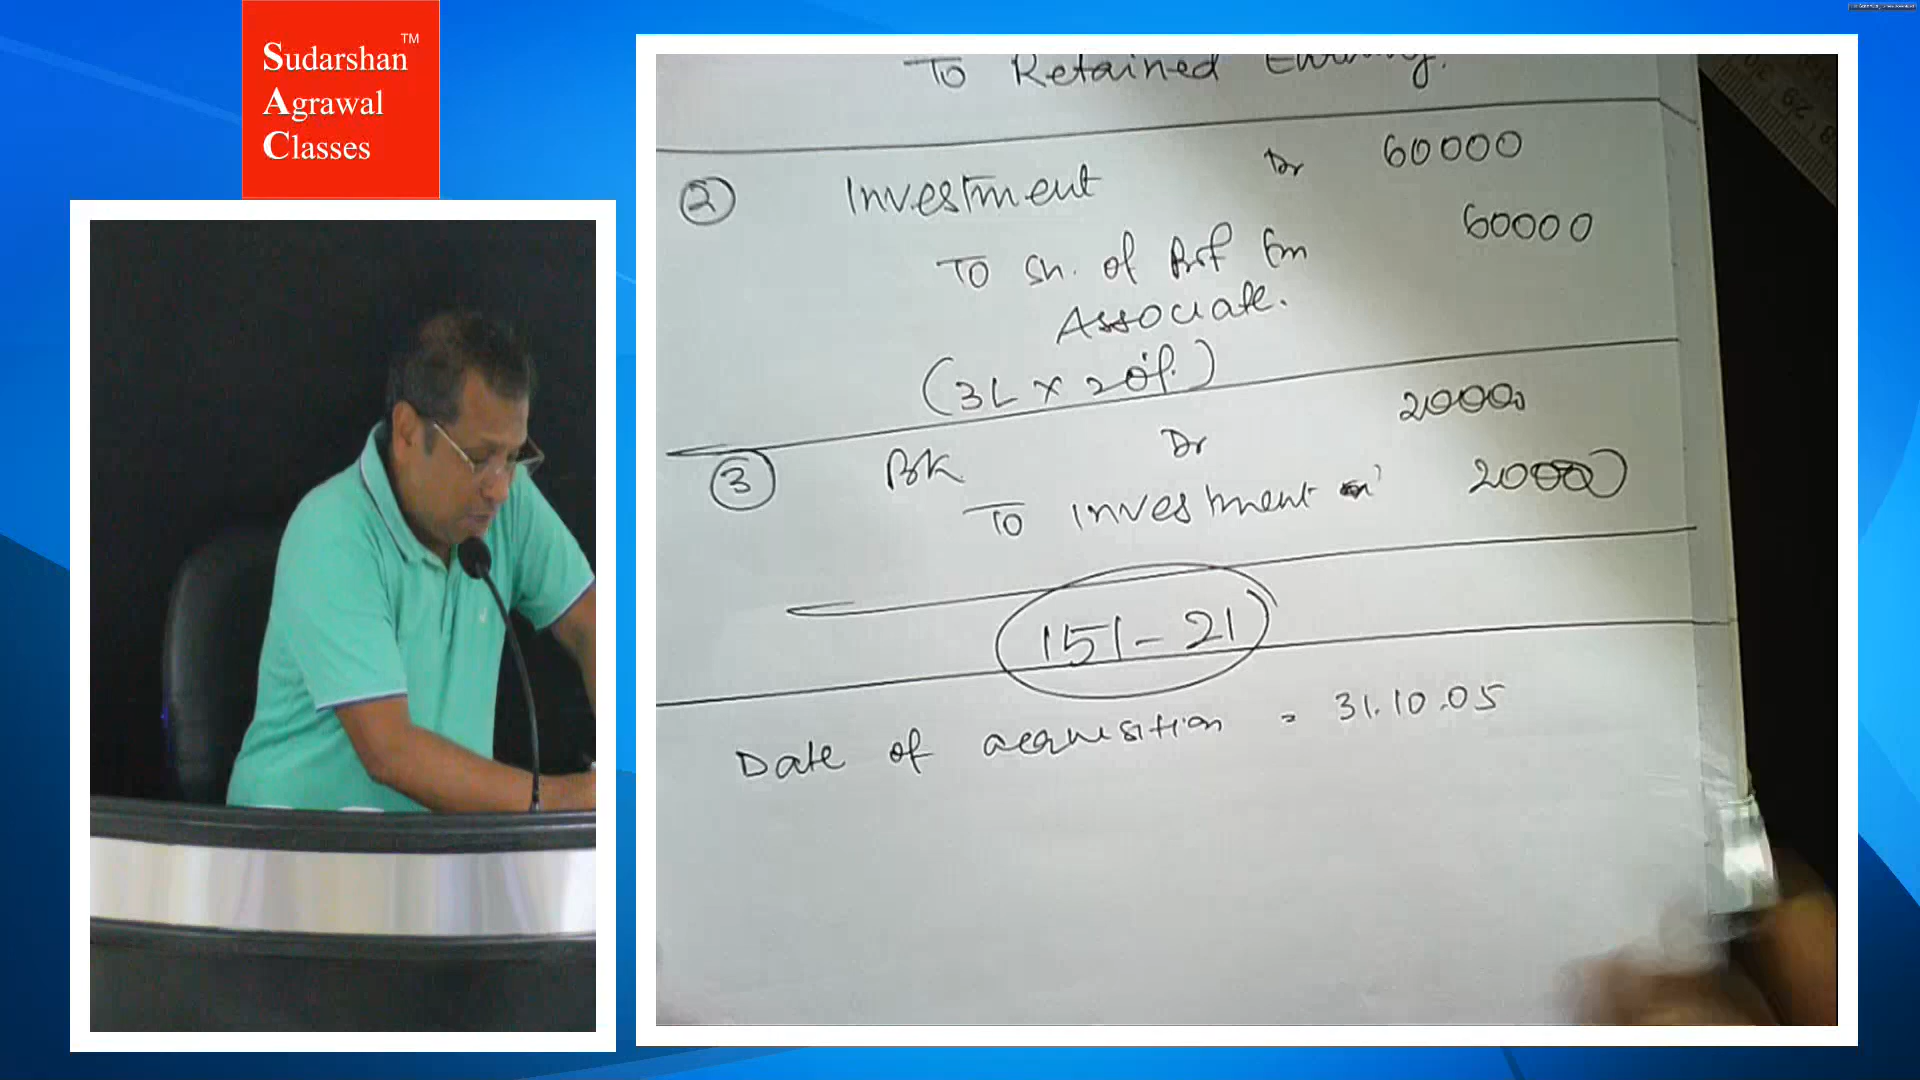 Sudarshan™
Agrawal
Classes
To Retained Earning.
② Investment Dr 60000
To Sh. of Prof fm 60000
Associate.
(3L × 20%)
③ Bk Dr 20000
To Investment 20000
151-21
Date of acquisition = 31.10.05